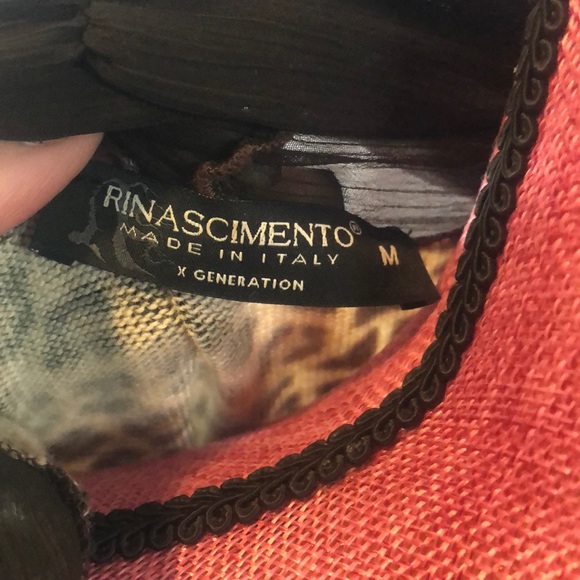 RINASCIMENTO®
MADE IN ITALY
X GENERATION
M